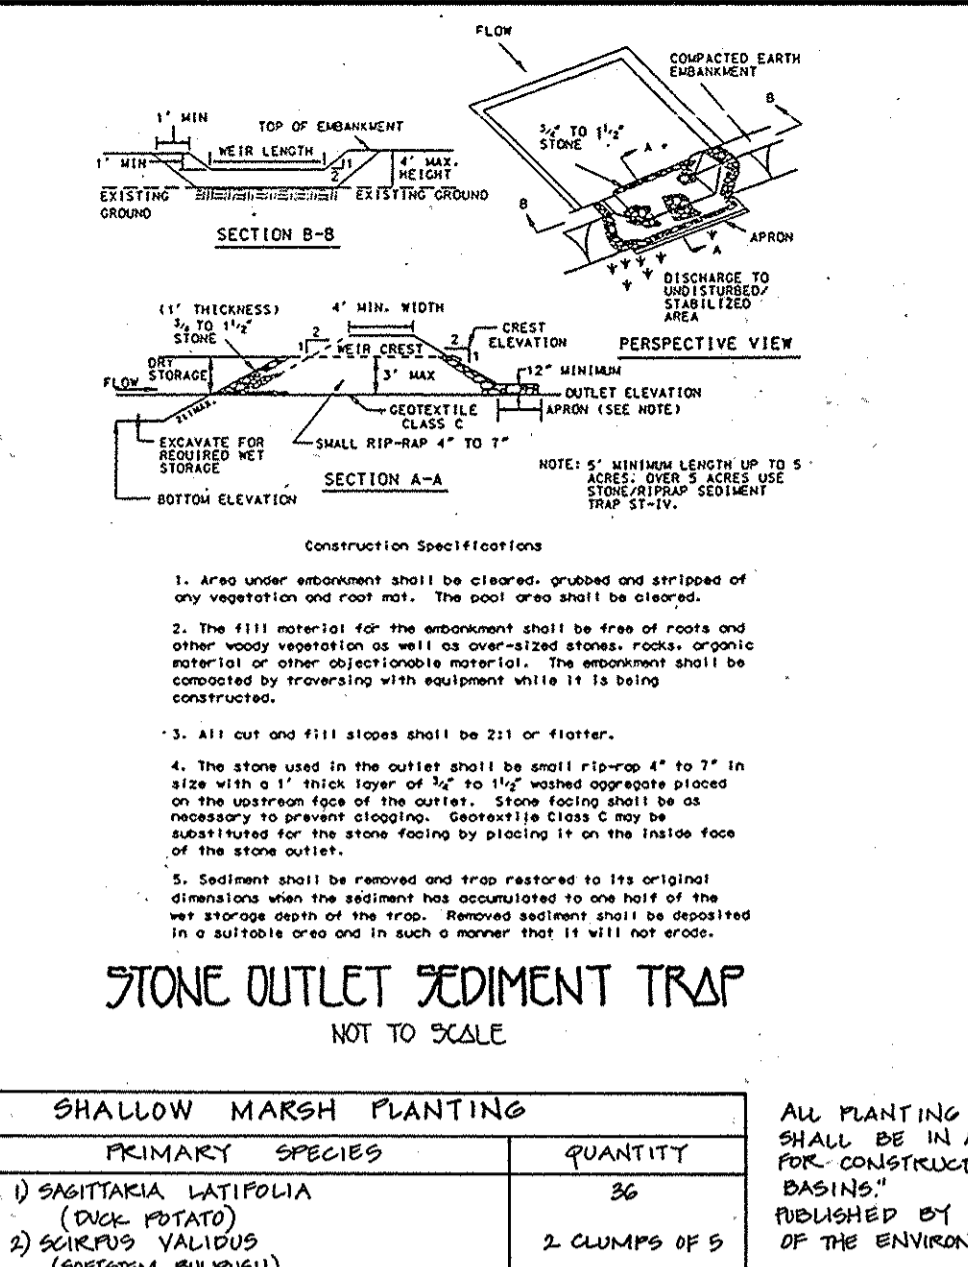 FLOW
COMPACTED EARTH
EMBANKMENT
B
3/4" TO 1 1/2"
STONE
A
B
A
APRON
DISCHARGE TO
UNDISTURBED/
STABILIZED
AREA
PERSPECTIVE VIEW
1' MIN
TOP OF EMBANKMENT
1' MIN
WEIR LENGTH
1
2
4' MAX.
HEIGHT
EXISTING
GROUND
EXISTING GROUND
SECTION B-B
(1' THICKNESS)
3/4 TO 1 1/2"
STONE
4' MIN. WIDTH
2
1
WEIR CREST
2
1
CREST
ELEVATION
DRY
STORAGE
FLOW
3' MAX
12" MINIMUM
OUTLET ELEVATION
APRON (SEE NOTE)
2:1 MAX.
GEOTEXTILE
CLASS C
EXCAVATE FOR
REQUIRED WET
STORAGE
SMALL RIP-RAP 4" TO 7"
SECTION A-A
BOTTOM ELEVATION
NOTE: 5' MINIMUM LENGTH UP TO 5
ACRES. OVER 5 ACRES USE
STONE/RIPRAP SEDIMENT
TRAP ST-IV.
Construction Specifications
1. Area under embankment shall be cleared, grubbed and stripped of
any vegetation and root mat. The pool area shall be cleared.
2. The fill material for the embankment shall be free of roots and
other woody vegetation as well as over-sized stones, rocks, organic
material or other objectionable material. The embankment shall be
compacted by traversing with equipment while it is being
constructed.
3. All cut and fill slopes shall be 2:1 or flatter.
4. The stone used in the outlet shall be small rip-rap 4" to 7" in
size with a 1' thick layer of 3/4" to 1 1/2" washed aggregate placed
on the upstream face of the outlet. Stone facing shall be as
necessary to prevent clogging. Geotextile Class C may be
substituted for the stone facing by placing it on the inside face
of the stone outlet.
5. Sediment shall be removed and trap restored to its original
dimensions when the sediment has accumulated to one half of the
wet storage depth of the trap. Removed sediment shall be deposited
in a suitable area and in such a manner that it will not erode.
STONE OUTLET SEDIMENT TRAP
NOT TO SCALE
SHALLOW MARSH PLANTING
PRIMARY SPECIES QUANTITY
1) SAGITTARIA LATIFOLIA 36
(DUCK POTATO)
2) SCIRPUS VALIDUS 2 CLUMPS OF 5
(SOFTSTEM BULRUSH)
ALL PLANTING
SHALL BE IN
FOR CONSTRUCT
BASINS."
PUBLISHED BY
OF THE ENVIRON